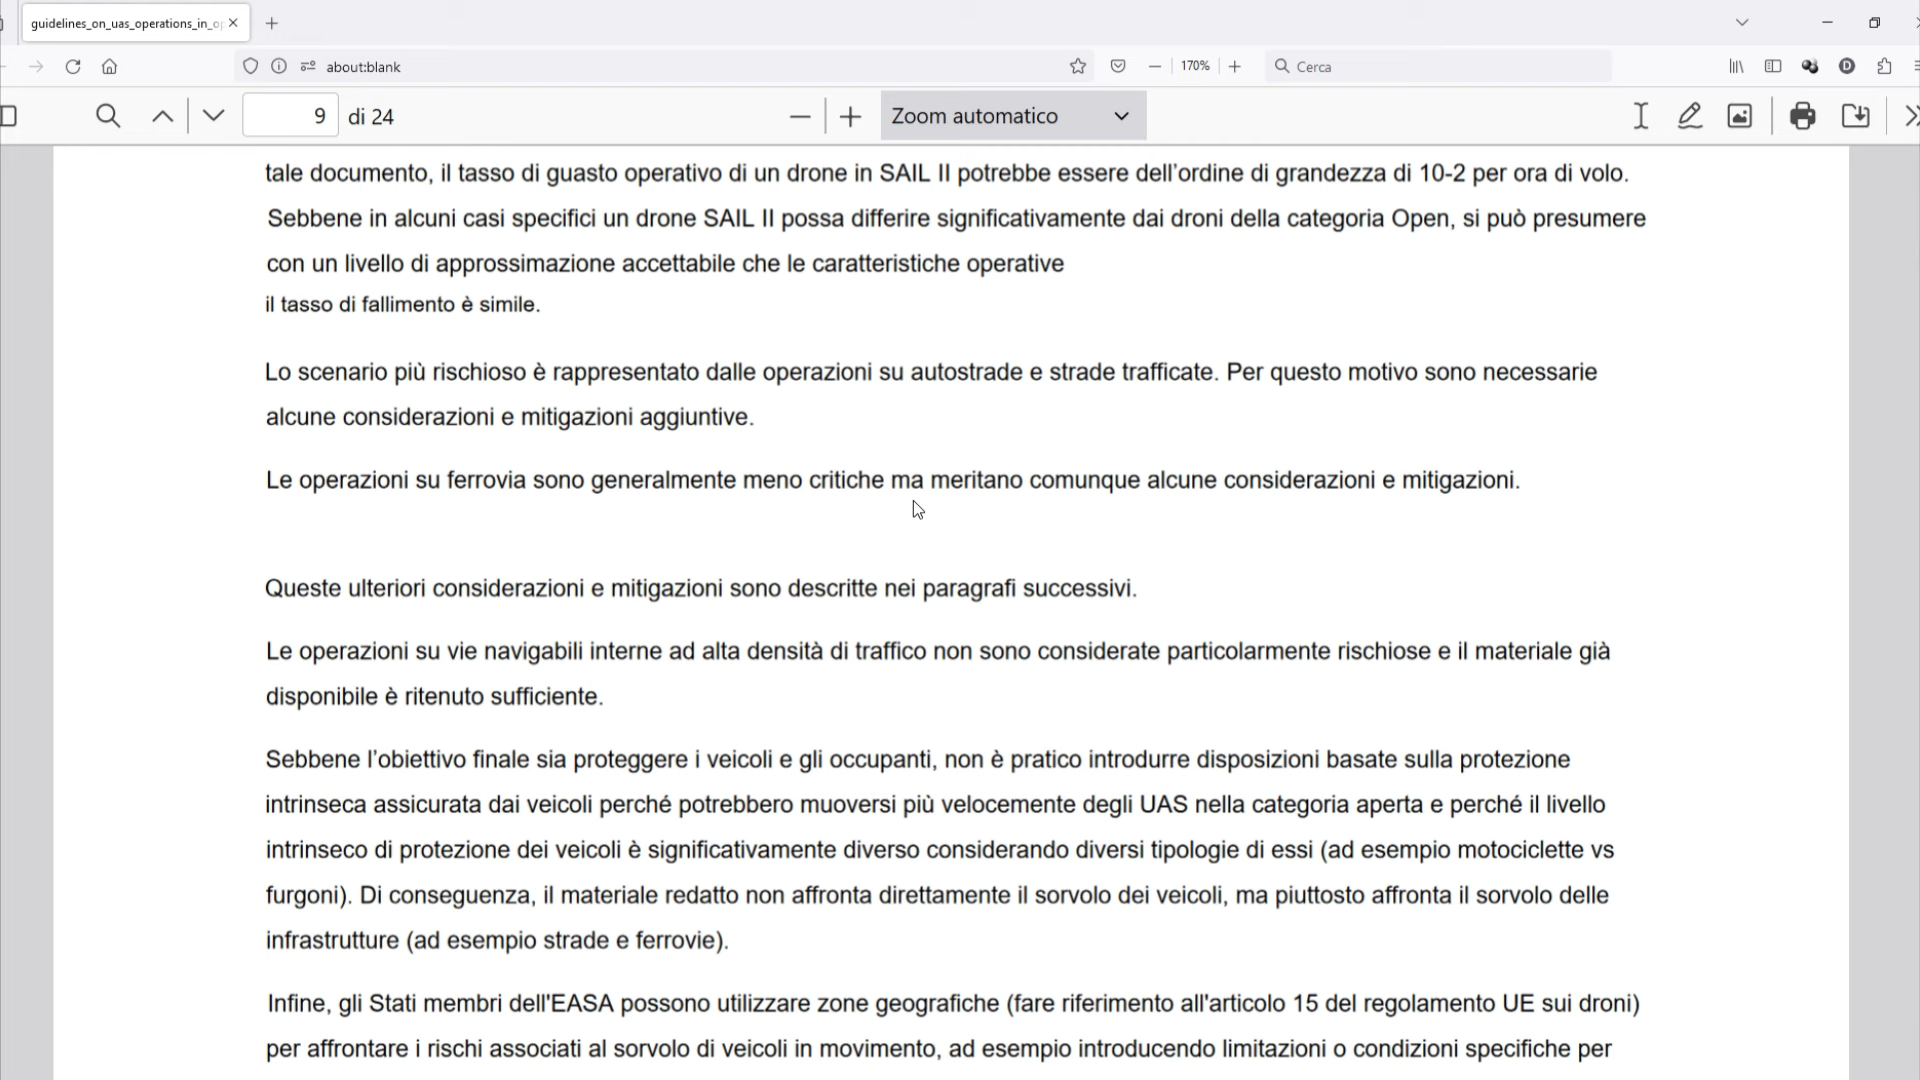 guidelines_on_uas_operations_in_op
about:blank
170%
Cerca
D
9 di 24
Zoom automatico
tale documento, il tasso di guasto operativo di un drone in SAIL II potrebbe essere dell’ordine di grandezza di 10-2 per ora di volo.
Sebbene in alcuni casi specifici un drone SAIL II possa differire significativamente dai droni della categoria Open, si può presumere
con un livello di approssimazione accettabile che le caratteristiche operative
il tasso di fallimento è simile.
Lo scenario più rischioso è rappresentato dalle operazioni su autostrade e strade trafficate. Per questo motivo sono necessarie
alcune considerazioni e mitigazioni aggiuntive.
Le operazioni su ferrovia sono generalmente meno critiche ma meritano comunque alcune considerazioni e mitigazioni.
Queste ulteriori considerazioni e mitigazioni sono descritte nei paragrafi successivi.
Le operazioni su vie navigabili interne ad alta densità di traffico non sono considerate particolarmente rischiose e il materiale già
disponibile è ritenuto sufficiente.
Sebbene l’obiettivo finale sia proteggere i veicoli e gli occupanti, non è pratico introdurre disposizioni basate sulla protezione
intrinseca assicurata dai veicoli perché potrebbero muoversi più velocemente degli UAS nella categoria aperta e perché il livello
intrinseco di protezione dei veicoli è significativamente diverso considerando diversi tipologie di essi (ad esempio motociclette vs
furgoni). Di conseguenza, il materiale redatto non affronta direttamente il sorvolo dei veicoli, ma piuttosto affronta il sorvolo delle
infrastrutture (ad esempio strade e ferrovie).
Infine, gli Stati membri dell'EASA possono utilizzare zone geografiche (fare riferimento all'articolo 15 del regolamento UE sui droni)
per affrontare i rischi associati al sorvolo di veicoli in movimento, ad esempio introducendo limitazioni o condizioni specifiche per